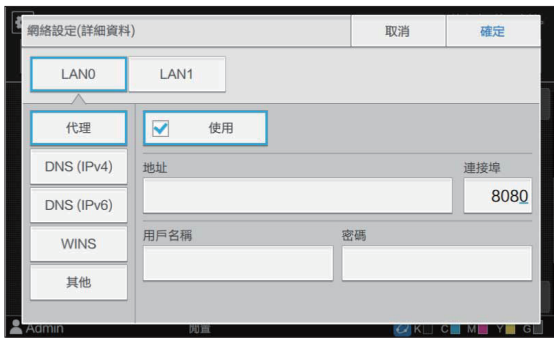 網絡設定(詳細資料) 取消 確定
LAN0 LAN1
代理 使用
DNS (IPv4) 地址 連接埠
DNS (IPv6) 8080
WINS 用戶名稱 密碼
其他
Admin 閒置 K C M Y G